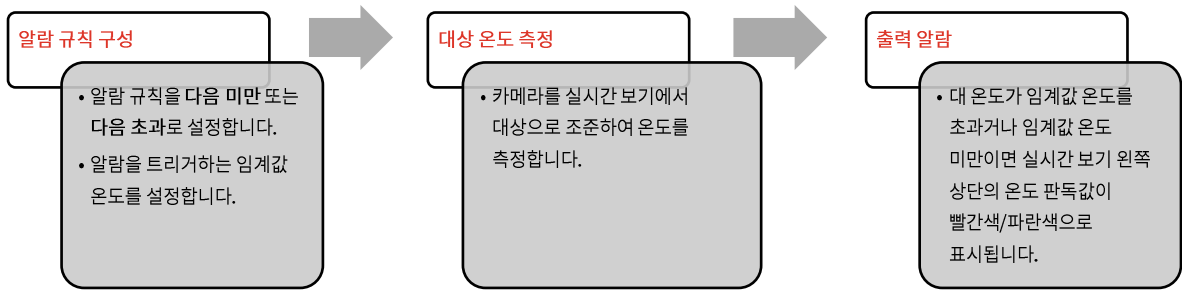 알람 규칙 구성
• 알람 규칙을 다음 미만 또는
다음 초과로 설정합니다.
• 알람을 트리거하는 임계값
온도를 설정합니다.
대상 온도 측정
• 카메라를 실시간 보기에서
대상으로 조준하여 온도를
측정합니다.
출력 알람
• 대 온도가 임계값 온도를
초과거나 임계값 온도
미만이면 실시간 보기 왼쪽
상단의 온도 판독값이
빨간색/파란색으로
표시됩니다.